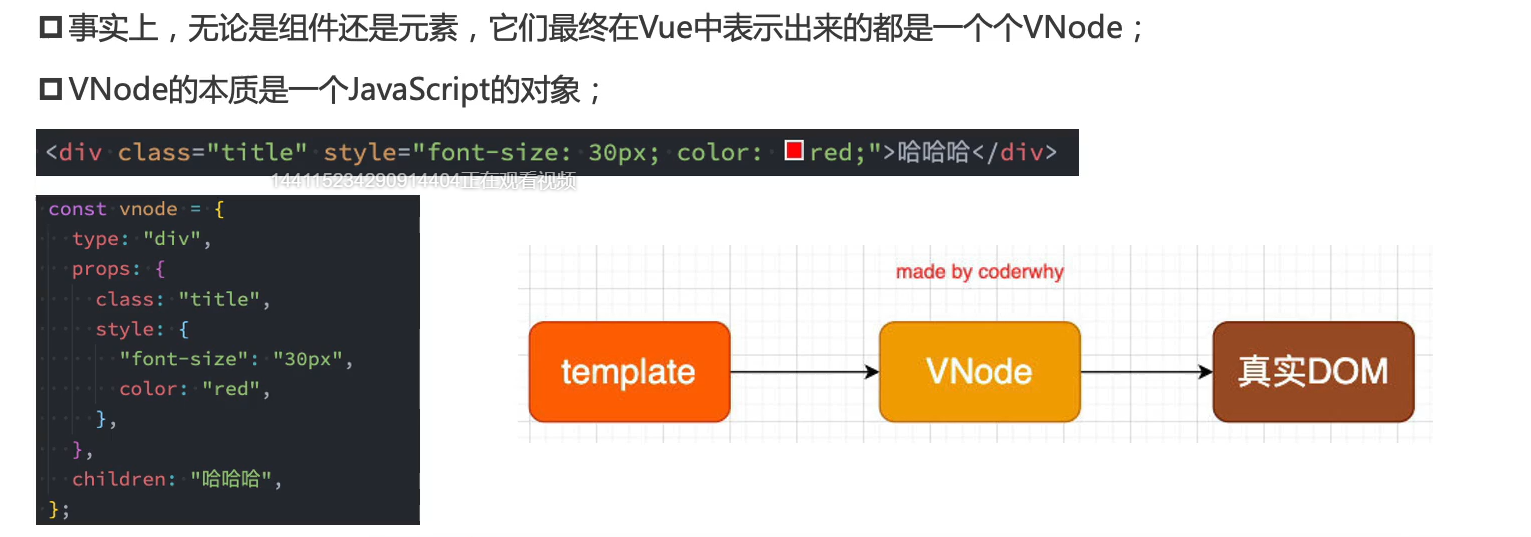 事实上，无论是组件还是元素，它们最终在Vue中表示出来的都是一个个VNode；
VNode的本质是一个JavaScript的对象；
<div class="title" style="font-size: 30px; color: red;">哈哈哈</div>
144115234290914404正在观看视频
const vnode = {
  type: "div",
  props: {
    class: "title",
    style: {
      "font-size": "30px",
      color: "red",
    },
  },
  children: "哈哈哈",
};
made by coderwhy
template
VNode
真实DOM